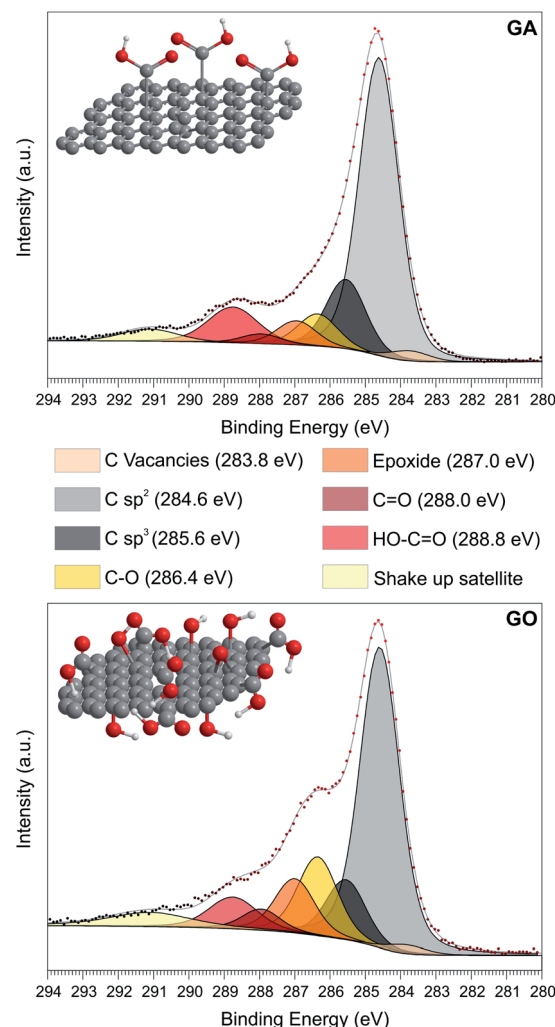 GA
Intensity (a.u.)
294 293 292 291 290 289 288 287 286 285 284 283 282 281 280
Binding Energy (eV)
C Vacancies (283.8 eV)
Epoxide (287.0 eV)
C sp² (284.6 eV)
C=O (288.0 eV)
C sp³ (285.6 eV)
HO-C=O (288.8 eV)
C-O (286.4 eV)
Shake up satellite
GO
Intensity (a.u.)
294 293 292 291 290 289 288 287 286 285 284 283 282 281 280
Binding Energy (eV)